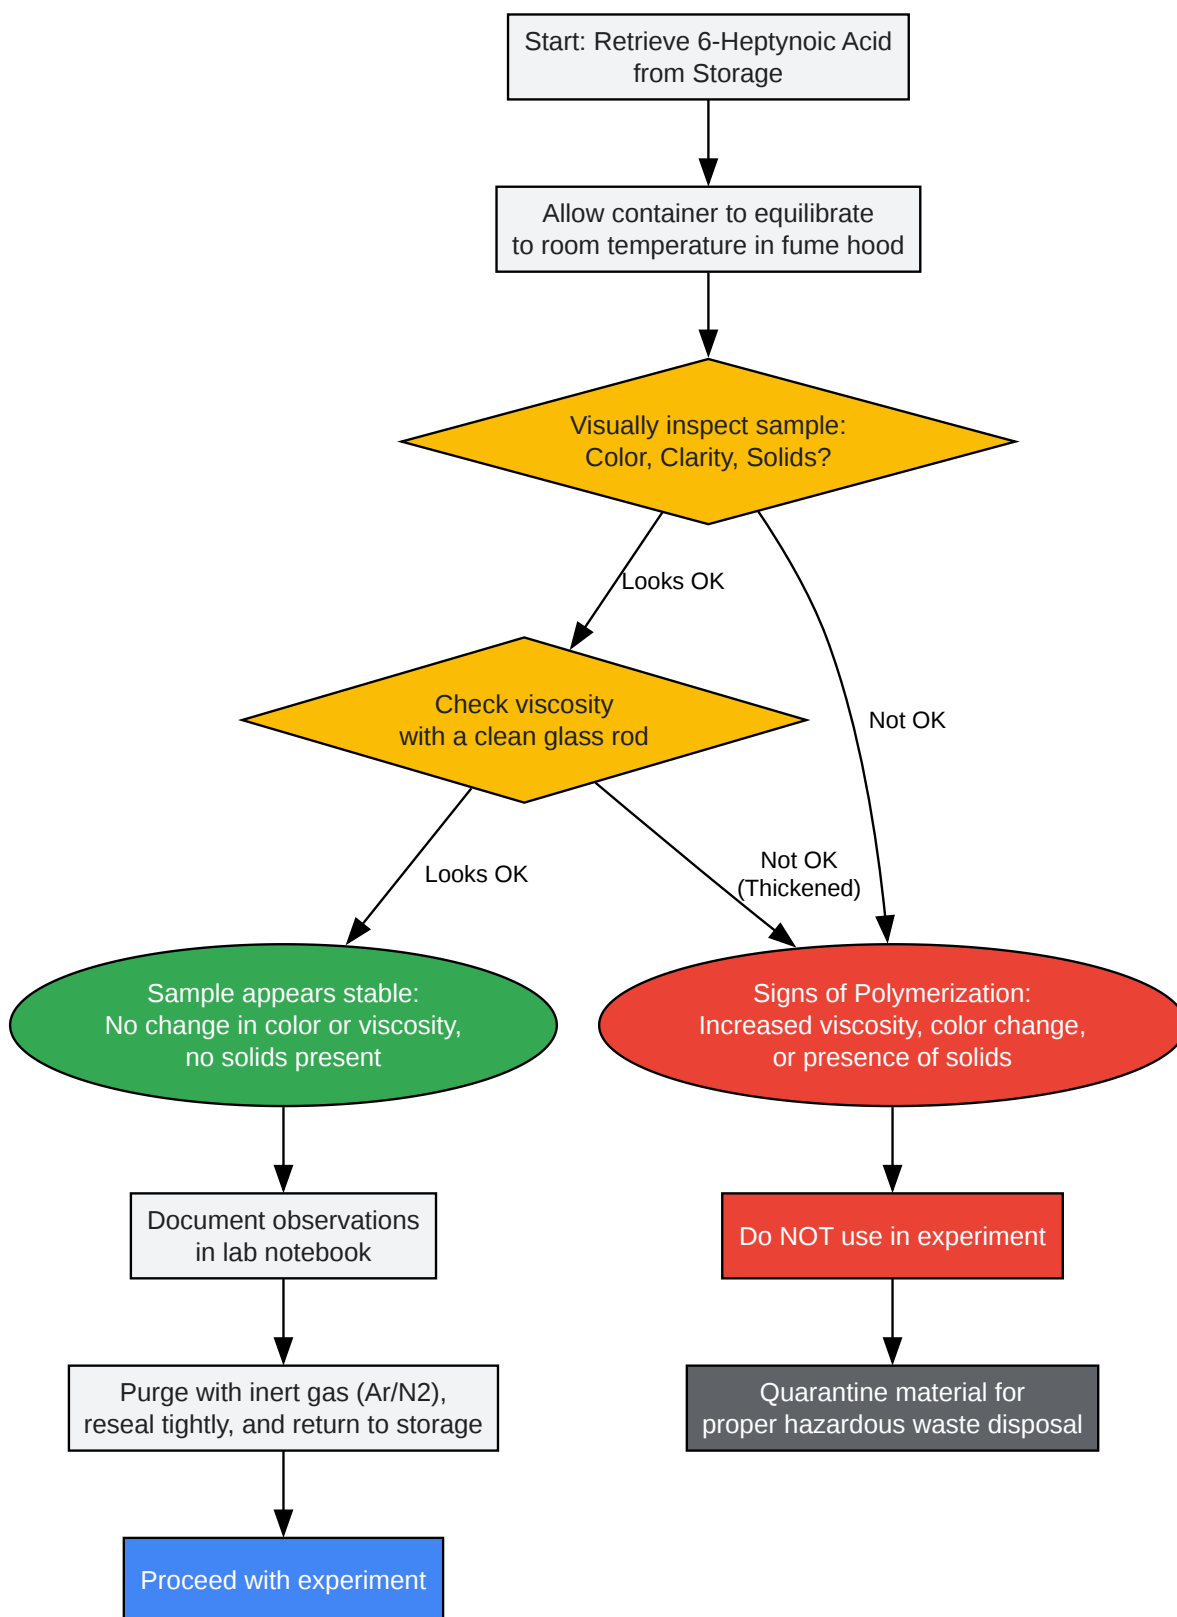 Start: Retrieve 6-Heptynoic Acid
from Storage
Allow container to equilibrate
to room temperature in fume hood
Visually inspect sample:
Color, Clarity, Solids?
Looks OK
Not OK
Check viscosity
with a clean glass rod
Looks OK
Not OK
(Thickened)
Sample appears stable:
No change in color or viscosity,
no solids present
Signs of Polymerization:
Increased viscosity, color change,
or presence of solids
Document observations
in lab notebook
Do NOT use in experiment
Purge with inert gas (Ar/N2),
reseal tightly, and return to storage
Quarantine material for
proper hazardous waste disposal
Proceed with experiment